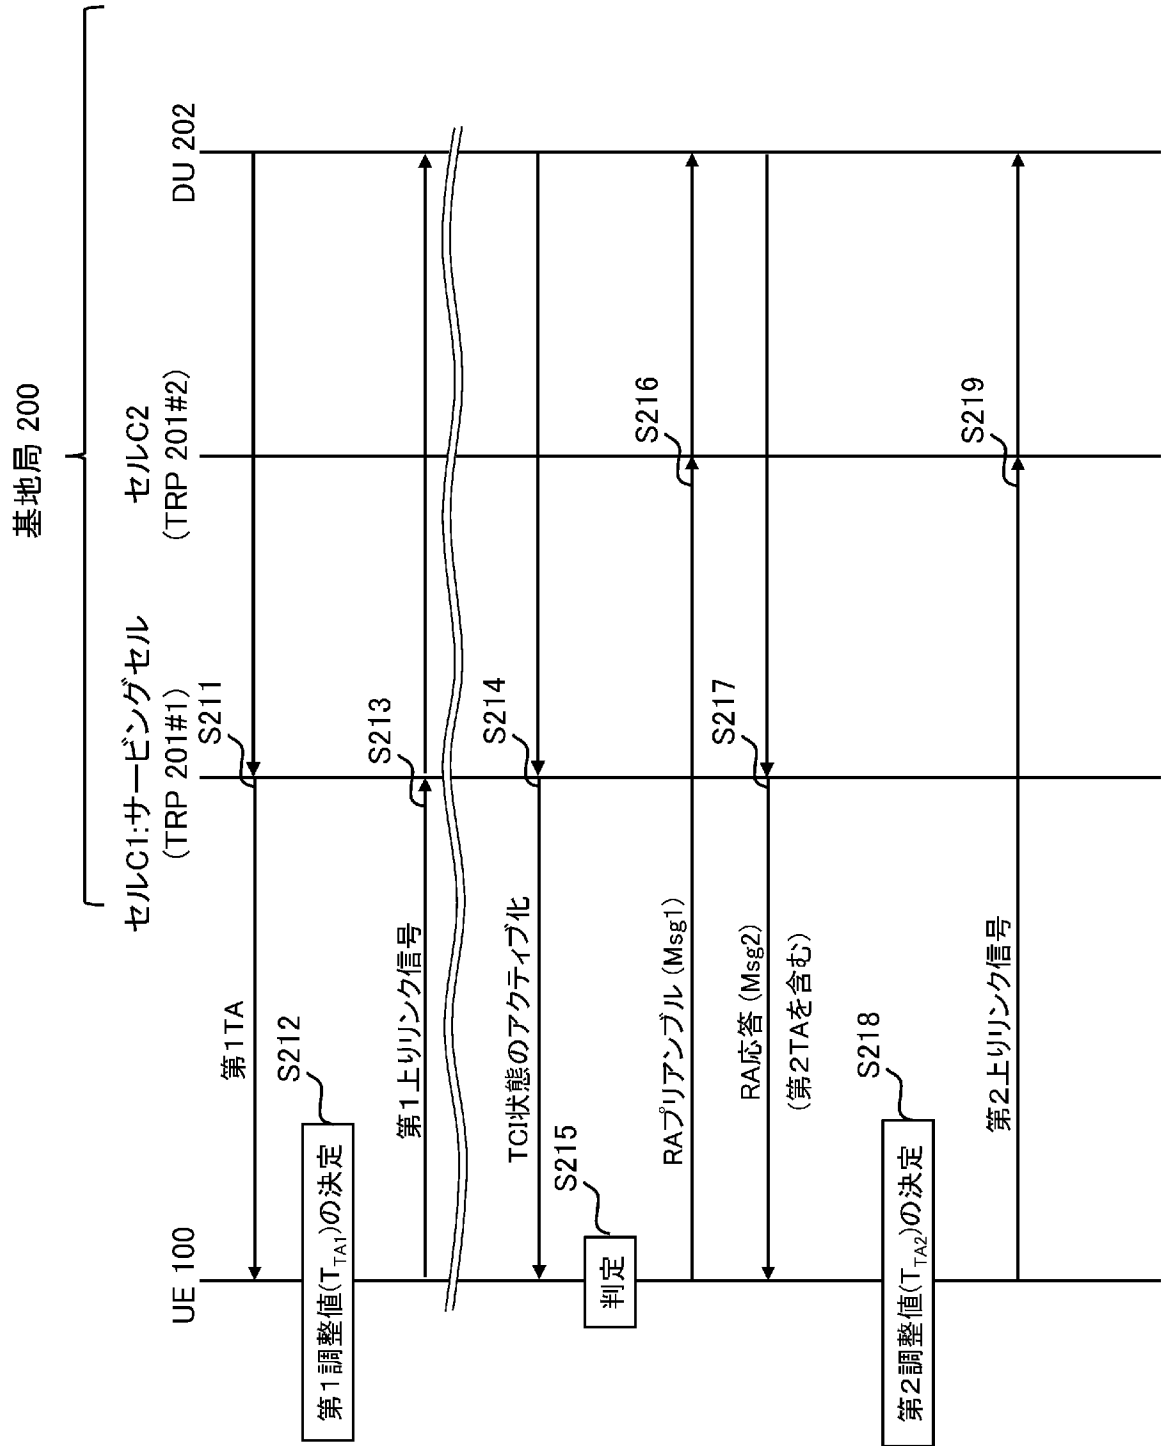 基地局 200
UE 100
セルC1:サービングセル
(TRP 201#1)
セルC2
(TRP 201#2)
DU 202
第1TA
S211
第1調整値(TTA1)の決定
S212
第1上りリンク信号
S213
TCI状態のアクティブ化
S214
判定
S215
RAプリアンブル (Msg1)
S216
RA応答 (Msg2)
(第2TAを含む)
S217
第2調整値(TTA2)の決定
S218
第2上りリンク信号
S219